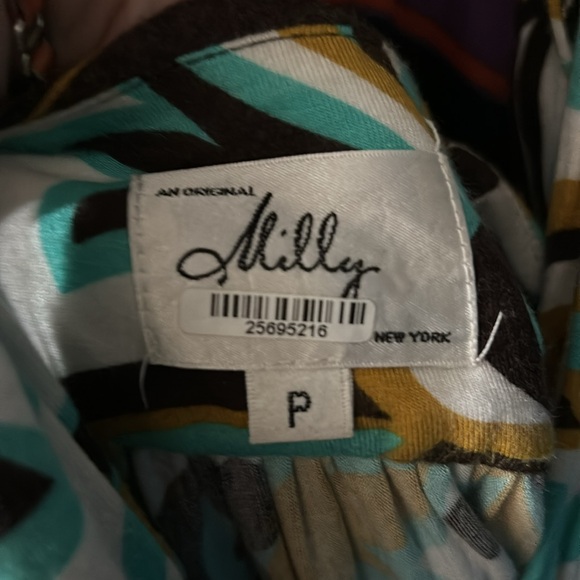 AN ORIGINAL
Milly
25695216
NEW YORK
P